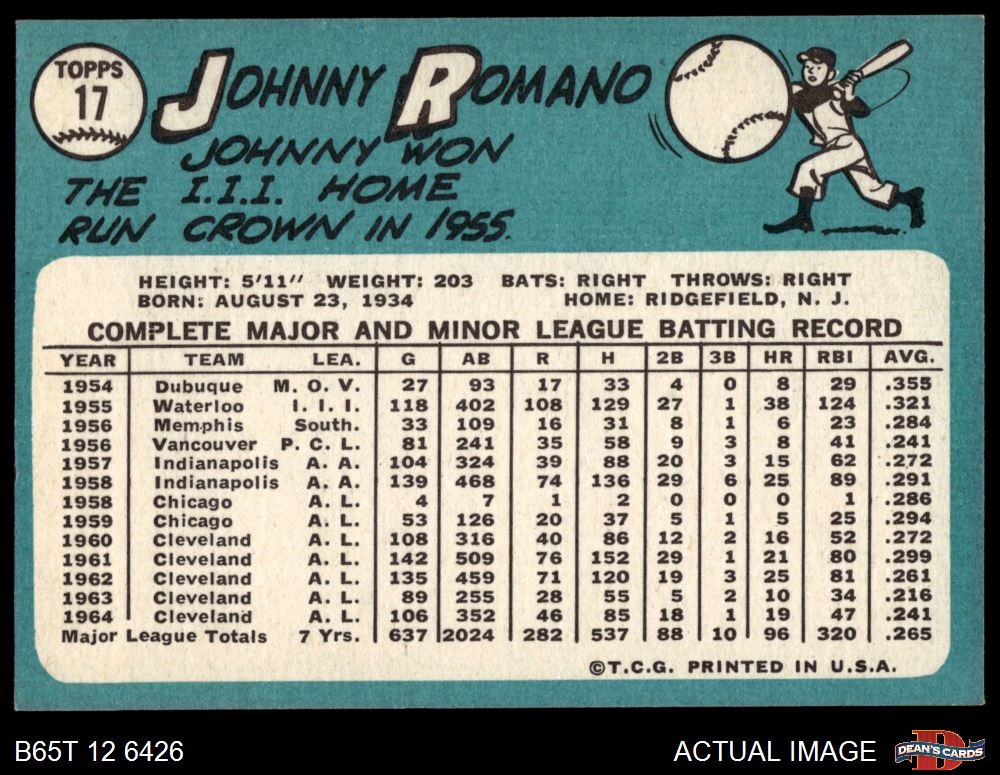 TOPPS
17
JOHNNY ROMANO
JOHNNY WON
THE I.I.I. HOME
RUN CROWN IN 1955.
HEIGHT: 5'11" WEIGHT: 203 BATS: RIGHT THROWS: RIGHT
BORN: AUGUST 23, 1934 HOME: RIDGEFIELD, N. J.
COMPLETE MAJOR AND MINOR LEAGUE BATTING RECORD
YEAR TEAM LEA. G AB R H 2B 3B HR RBI AVG.
1954 Dubuque M. O. V. 27 93 17 33 4 0 8 29 .355
1955 Waterloo I. I. I. 118 402 108 129 27 1 38 124 .321
1956 Memphis South. 33 109 16 31 8 1 6 23 .284
1956 Vancouver P. C. L. 81 241 35 58 9 3 8 41 .241
1957 Indianapolis A. A. 104 324 39 88 20 3 15 62 .272
1958 Indianapolis A. A. 139 468 74 136 29 6 25 89 .291
1958 Chicago A. L. 4 7 1 2 0 0 0 1 .286
1959 Chicago A. L. 53 126 20 37 5 1 5 25 .294
1960 Cleveland A. L. 108 316 40 86 12 2 16 52 .272
1961 Cleveland A. L. 142 509 76 152 29 1 21 80 .299
1962 Cleveland A. L. 135 459 71 120 19 3 25 81 .261
1963 Cleveland A. L. 89 255 28 55 5 2 10 34 .216
1964 Cleveland A. L. 106 352 46 85 18 1 19 47 .241
Major League Totals 7 Yrs. 637 2024 282 537 88 10 96 320 .265
©T.C.G. PRINTED IN U.S.A.
B65T 12 6426 ACTUAL IMAGE DEAN'S CARDS